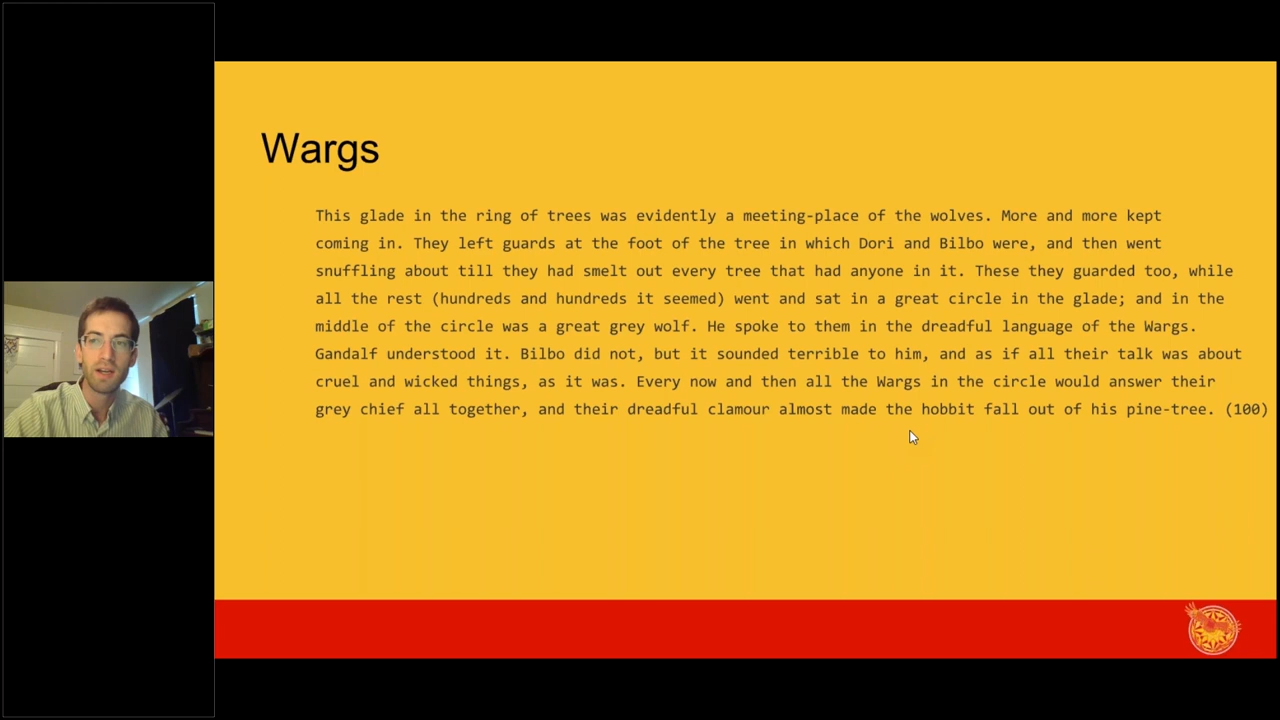 Wargs
This glade in the ring of trees was evidently a meeting-place of the wolves. More and more kept
coming in. They left guards at the foot of the tree in which Dori and Bilbo were, and then went
snuffling about till they had smelt out every tree that had anyone in it. These they guarded too, while
all the rest (hundreds and hundreds it seemed) went and sat in a great circle in the glade; and in the
middle of the circle was a great grey wolf. He spoke to them in the dreadful language of the Wargs.
Gandalf understood it. Bilbo did not, but it sounded terrible to him, and as if all their talk was about
cruel and wicked things, as it was. Every now and then all the Wargs in the circle would answer their
grey chief all together, and their dreadful clamour almost made the hobbit fall out of his pine-tree. (100)